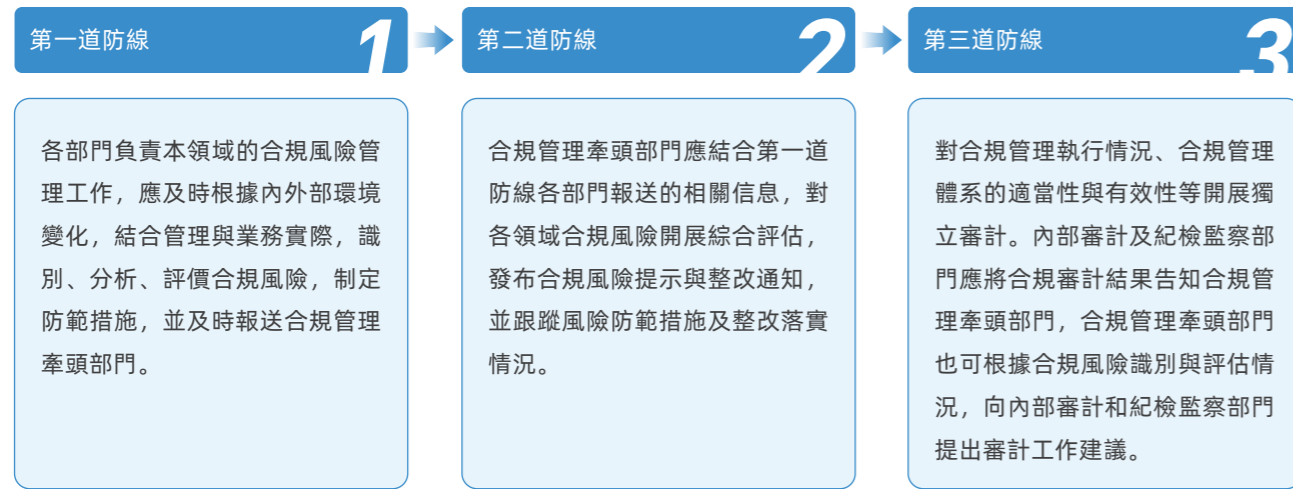 第一道防線
1
各部門負責本領域的合規風險管
理工作，應及時根據內外部環境
變化，結合管理與業務實際，識
別、分析、評價合規風險，制定
防範措施，並及時報送合規管理
牽頭部門。
第二道防線
2
合規管理牽頭部門應結合第一道
防線各部門報送的相關信息，對
各領域合規風險開展綜合評估，
發布合規風險提示與整改通知，
並跟蹤風險防範措施及整改落實
情況。
第三道防線
3
對合規管理執行情況、合規管理
體系的適當性與有效性等開展獨
立審計。內部審計及紀檢監察部
門應將合規審計結果告知合規管
理牽頭部門，合規管理牽頭部門
也可根據合規風險識別與評估情
況，向內部審計和紀檢監察部門
提出審計工作建議。